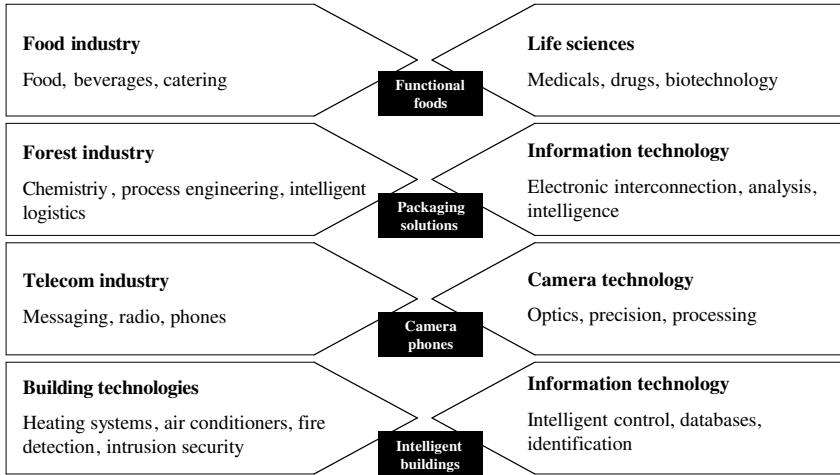 Food industry
Food, beverages, catering
Functional
foods
Life sciences
Medicals, drugs, biotechnology
Forest industry
Chemistriy , process engineering, intelligent
logistics
Packaging
solutions
Information technology
Electronic interconnection, analysis,
intelligence
Telecom industry
Messaging, radio, phones
Camera
phones
Camera technology
Optics, precision, processing
Building technologies
Heating systems, air conditioners, fire
detection, intrusion security
Intelligent
buildings
Information technology
Intelligent control, databases,
identification